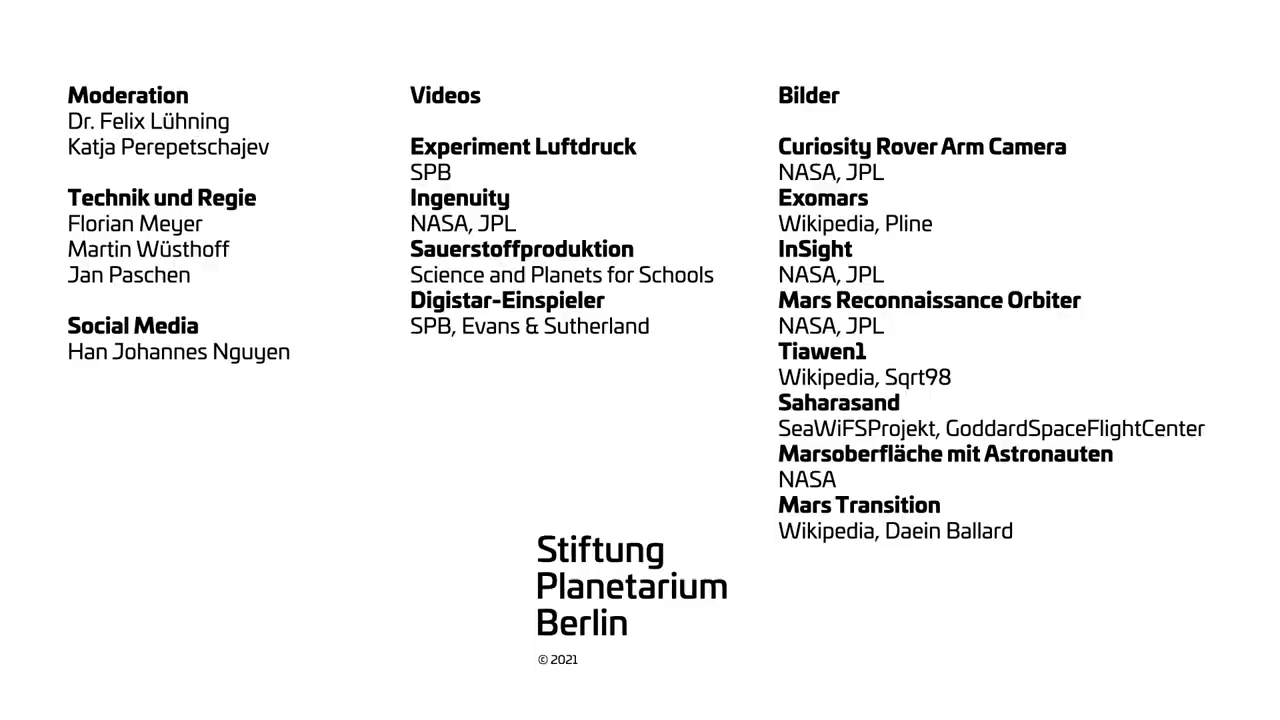 Moderation
Dr. Felix Lühning
Katja Perepetschajev
Technik und Regie
Florian Meyer
Martin Wüsthoff
Jan Paschen
Social Media
Han Johannes Nguyen
Videos
Experiment Luftdruck
SPB
Ingenuity
NASA, JPL
Sauerstoffproduktion
Science and Planets for Schools
Digistar-Einspieler
SPB, Evans & Sutherland
Bilder
Curiosity Rover Arm Camera
NASA, JPL
Exomars
Wikipedia, Pline
InSight
NASA, JPL
Mars Reconnaissance Orbiter
NASA, JPL
Tiawen1
Wikipedia, Sqrt98
Saharasand
SeaWiFSProjekt, GoddardSpaceFlightCenter
Marsoberfläche mit Astronauten
NASA
Mars Transition
Wikipedia, Daein Ballard
Stiftung
Planetarium
Berlin
© 2021